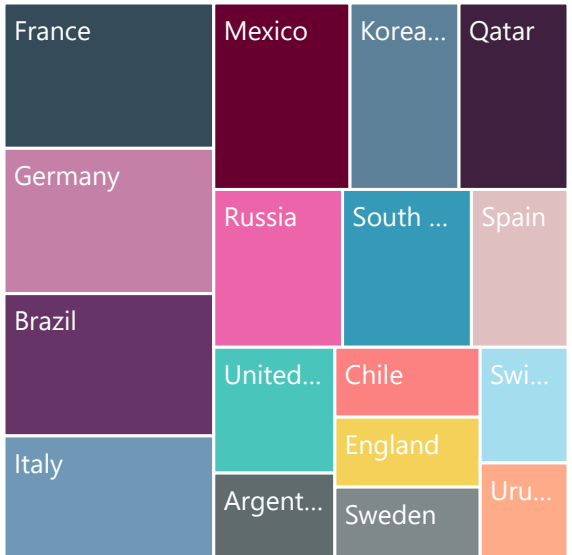 France
Germany
Brazil
Italy
Mexico
Korea...
Qatar
Russia
South ...
Spain
United...
Argent...
Chile
England
Sweden
Swi...
Uru...